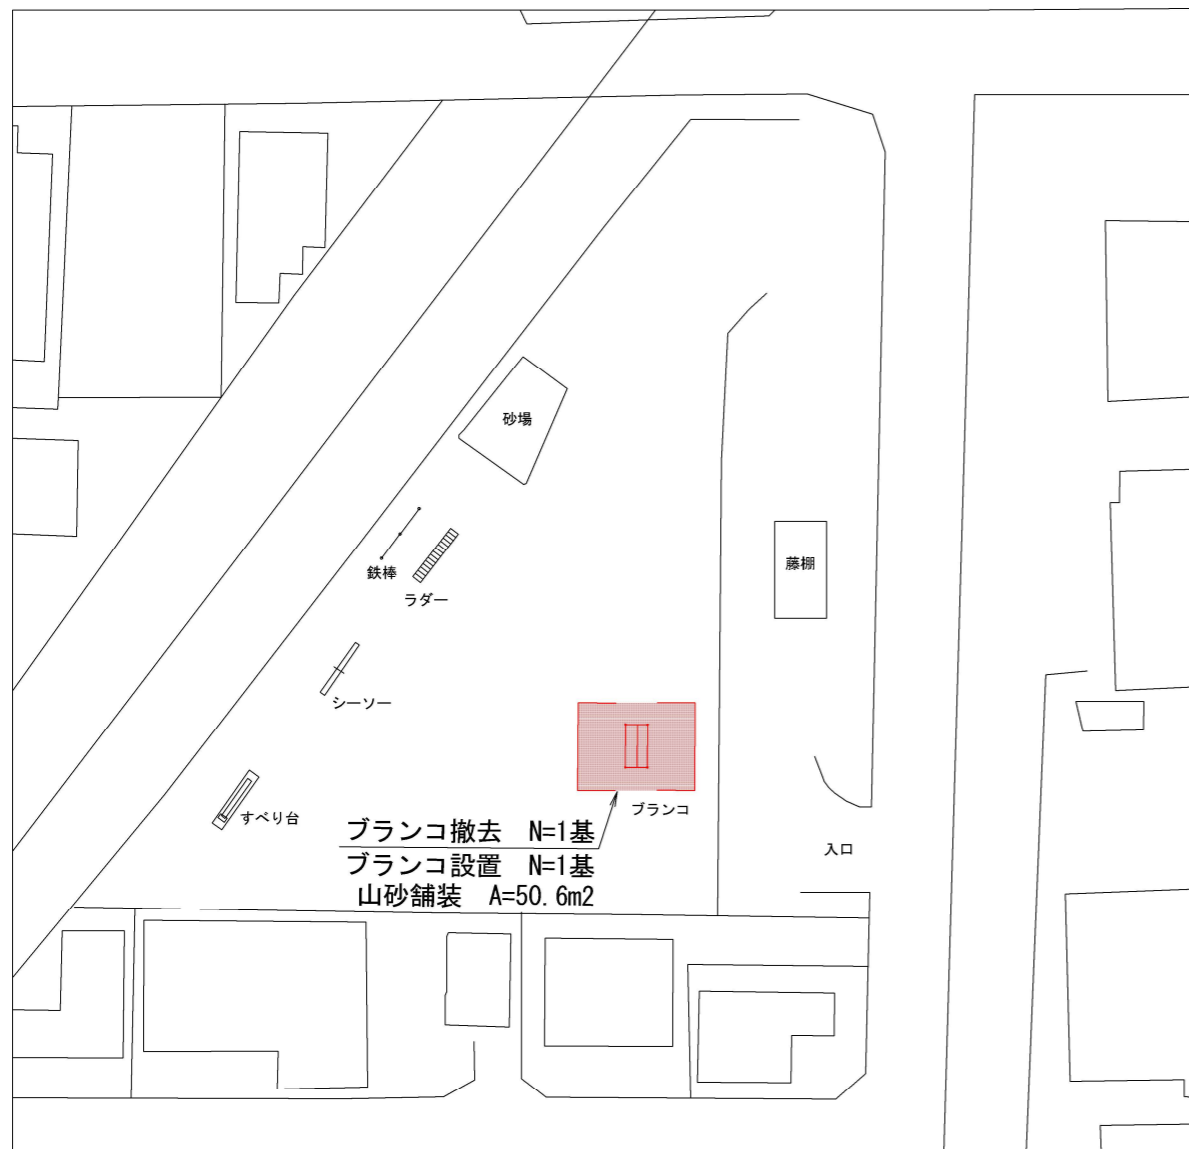 砂場
鉄棒
ラダー
藤棚
シーソー
すべり台
ブランコ
ブランコ撤去　N=1基
ブランコ設置　N=1基
山砂舗装　A=50.6m2
入口